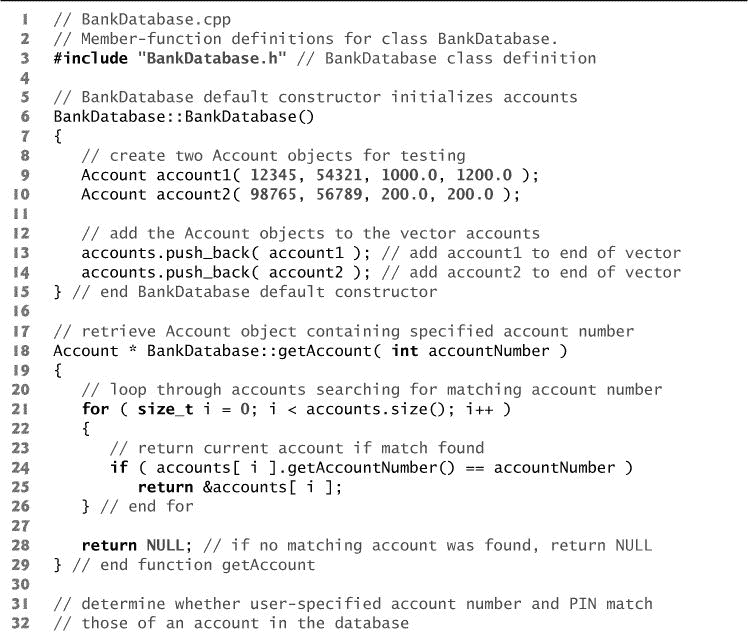 1 // BankDatabase.cpp
2 // Member-function definitions for class BankDatabase.
3 #include "BankDatabase.h" // BankDatabase class definition
4
5 // BankDatabase default constructor initializes accounts
6 BankDatabase::BankDatabase()
7 {
8    // create two Account objects for testing
9    Account account1( 12345, 54321, 1000.0, 1200.0 );
10    Account account2( 98765, 56789, 200.0, 200.0 );
11
12    // add the Account objects to the vector accounts
13    accounts.push_back( account1 ); // add account1 to end of vector
14    accounts.push_back( account2 ); // add account2 to end of vector
15 } // end BankDatabase default constructor
16
17 // retrieve Account object containing specified account number
18 Account * BankDatabase::getAccount( int accountNumber )
19 {
20    // loop through accounts searching for matching account number
21    for ( size_t i = 0; i < accounts.size(); i++ )
22    {
23       // return current account if match found
24       if ( accounts[ i ].getAccountNumber() == accountNumber )
25          return &accounts[ i ];
26    } // end for
27
28    return NULL; // if no matching account was found, return NULL
29 } // end function getAccount
30
31 // determine whether user-specified account number and PIN match
32 // those of an account in the database